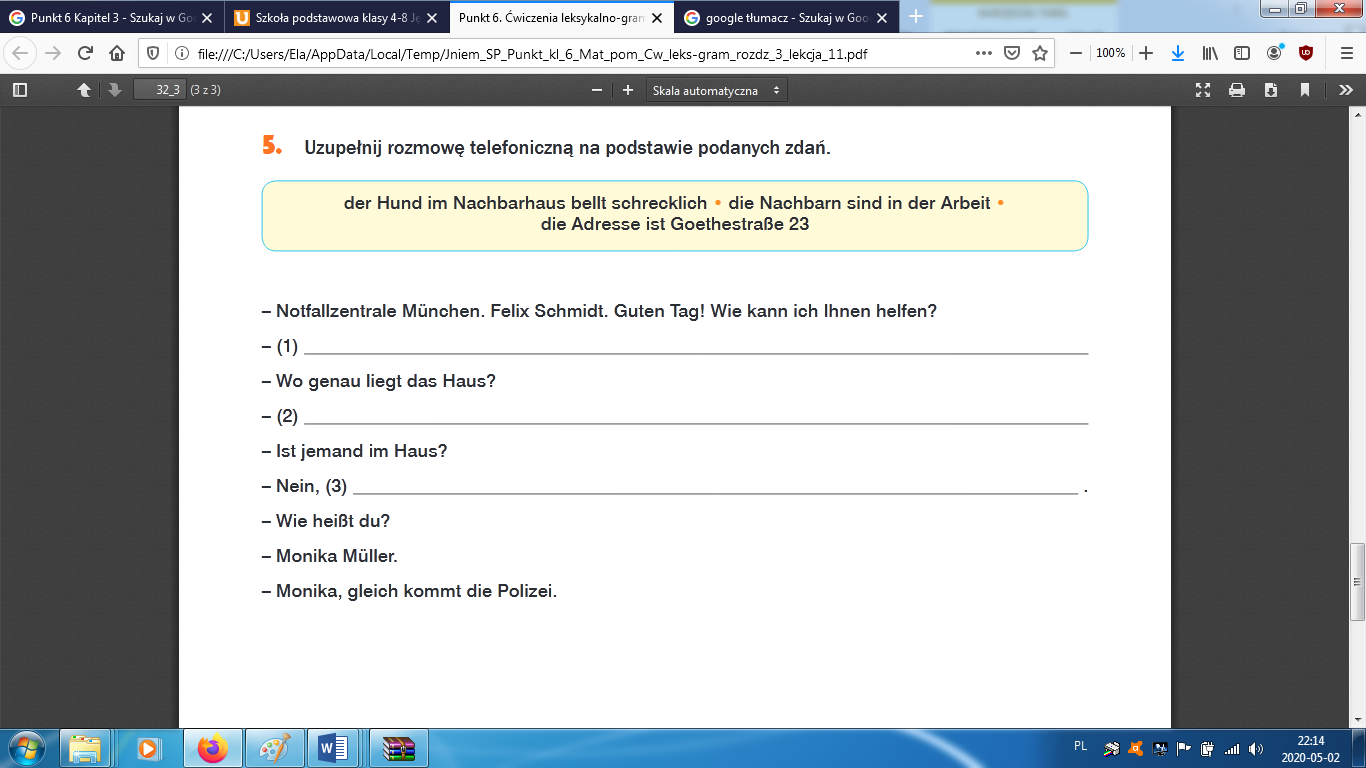 Punkt 6 Kapitel 3 - Szukaj w Go
Szkoła podstawowa klasy 4-8 Je
Punkt 6. Ćwiczenia leksykalno-gram
google tłumacz - Szukaj w Goo
file:///C:/Users/Ela/AppData/Local/Temp/Jniem_SP_Punkt_kl_6_Mat_pom_Cw_leks-gram_rozdz_3_lekcja_11.pdf
100%
32_3 (3 z 3)
Skala automatyczna
5. Uzupełnij rozmowę telefoniczną na podstawie podanych zdań.
der Hund im Nachbarhaus bellt schrecklich • die Nachbarn sind in der Arbeit •
die Adresse ist Goethestraße 23
– Notfallzentrale München. Felix Schmidt. Guten Tag! Wie kann ich Ihnen helfen?
– (1)
– Wo genau liegt das Haus?
– (2)
– Ist jemand im Haus?
– Nein, (3) .
– Wie heißt du?
– Monika Müller.
– Monika, gleich kommt die Polizei.
PL
22:14
2020-05-02